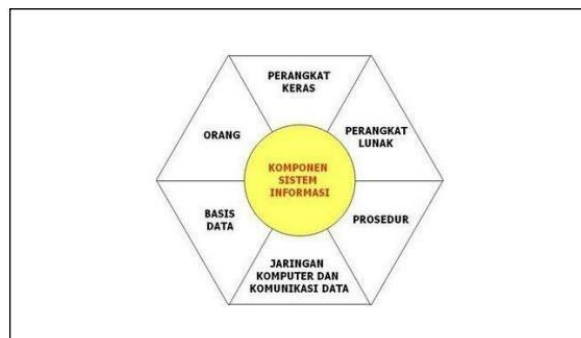 PERANGKAT
KERAS
PERANGKAT
LUNAK
PROSEDUR
JARINGAN
KOMPUTER DAN
KOMUNIKASI DATA
BASIS
DATA
ORANG
KOMPONEN
SISTEM
INFORMASI